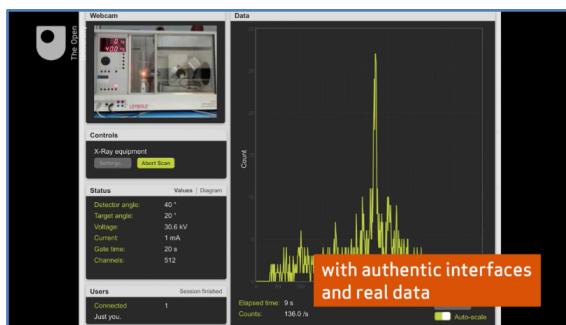 The Open
Webcam
Controls
X-Ray equipment
Settings...
Abort Scan
Status
Values | Diagram
Detector angle: 40 °
Target angle: 20 °
Voltage: 30.6 kV
Current: 1 mA
Gate time: 20 s
Channels: 512
Users
Session finished
Connected 1
Just you.
Data
Count
Elapsed time: 9 s
Counts: 136.0 /s
Auto-scale
with authentic interfaces
and real data